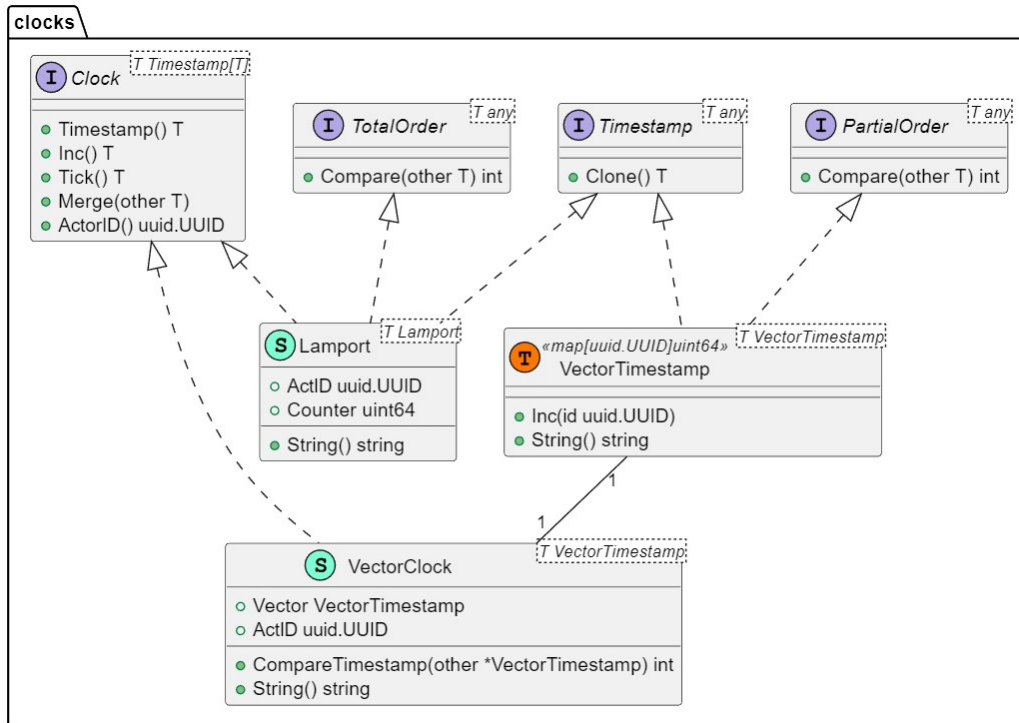 clocks
I Clock
T Timestamp[T]
Timestamp() T
Inc() T
Tick() T
Merge(other T)
ActorID() uuid.UUID
I TotalOrder
T any
Compare(other T) int
I Timestamp
T any
Clone() T
I PartialOrder
T any
Compare(other T) int
S Lamport
T Lamport
ActID uuid.UUID
Counter uint64
String() string
T «map[uuid.UUID]uint64»
VectorTimestamp
T VectorTimestamp
Inc(id uuid.UUID)
String() string
1
1
S VectorClock
T VectorTimestamp
Vector VectorTimestamp
ActID uuid.UUID
CompareTimestamp(other *VectorTimestamp) int
String() string